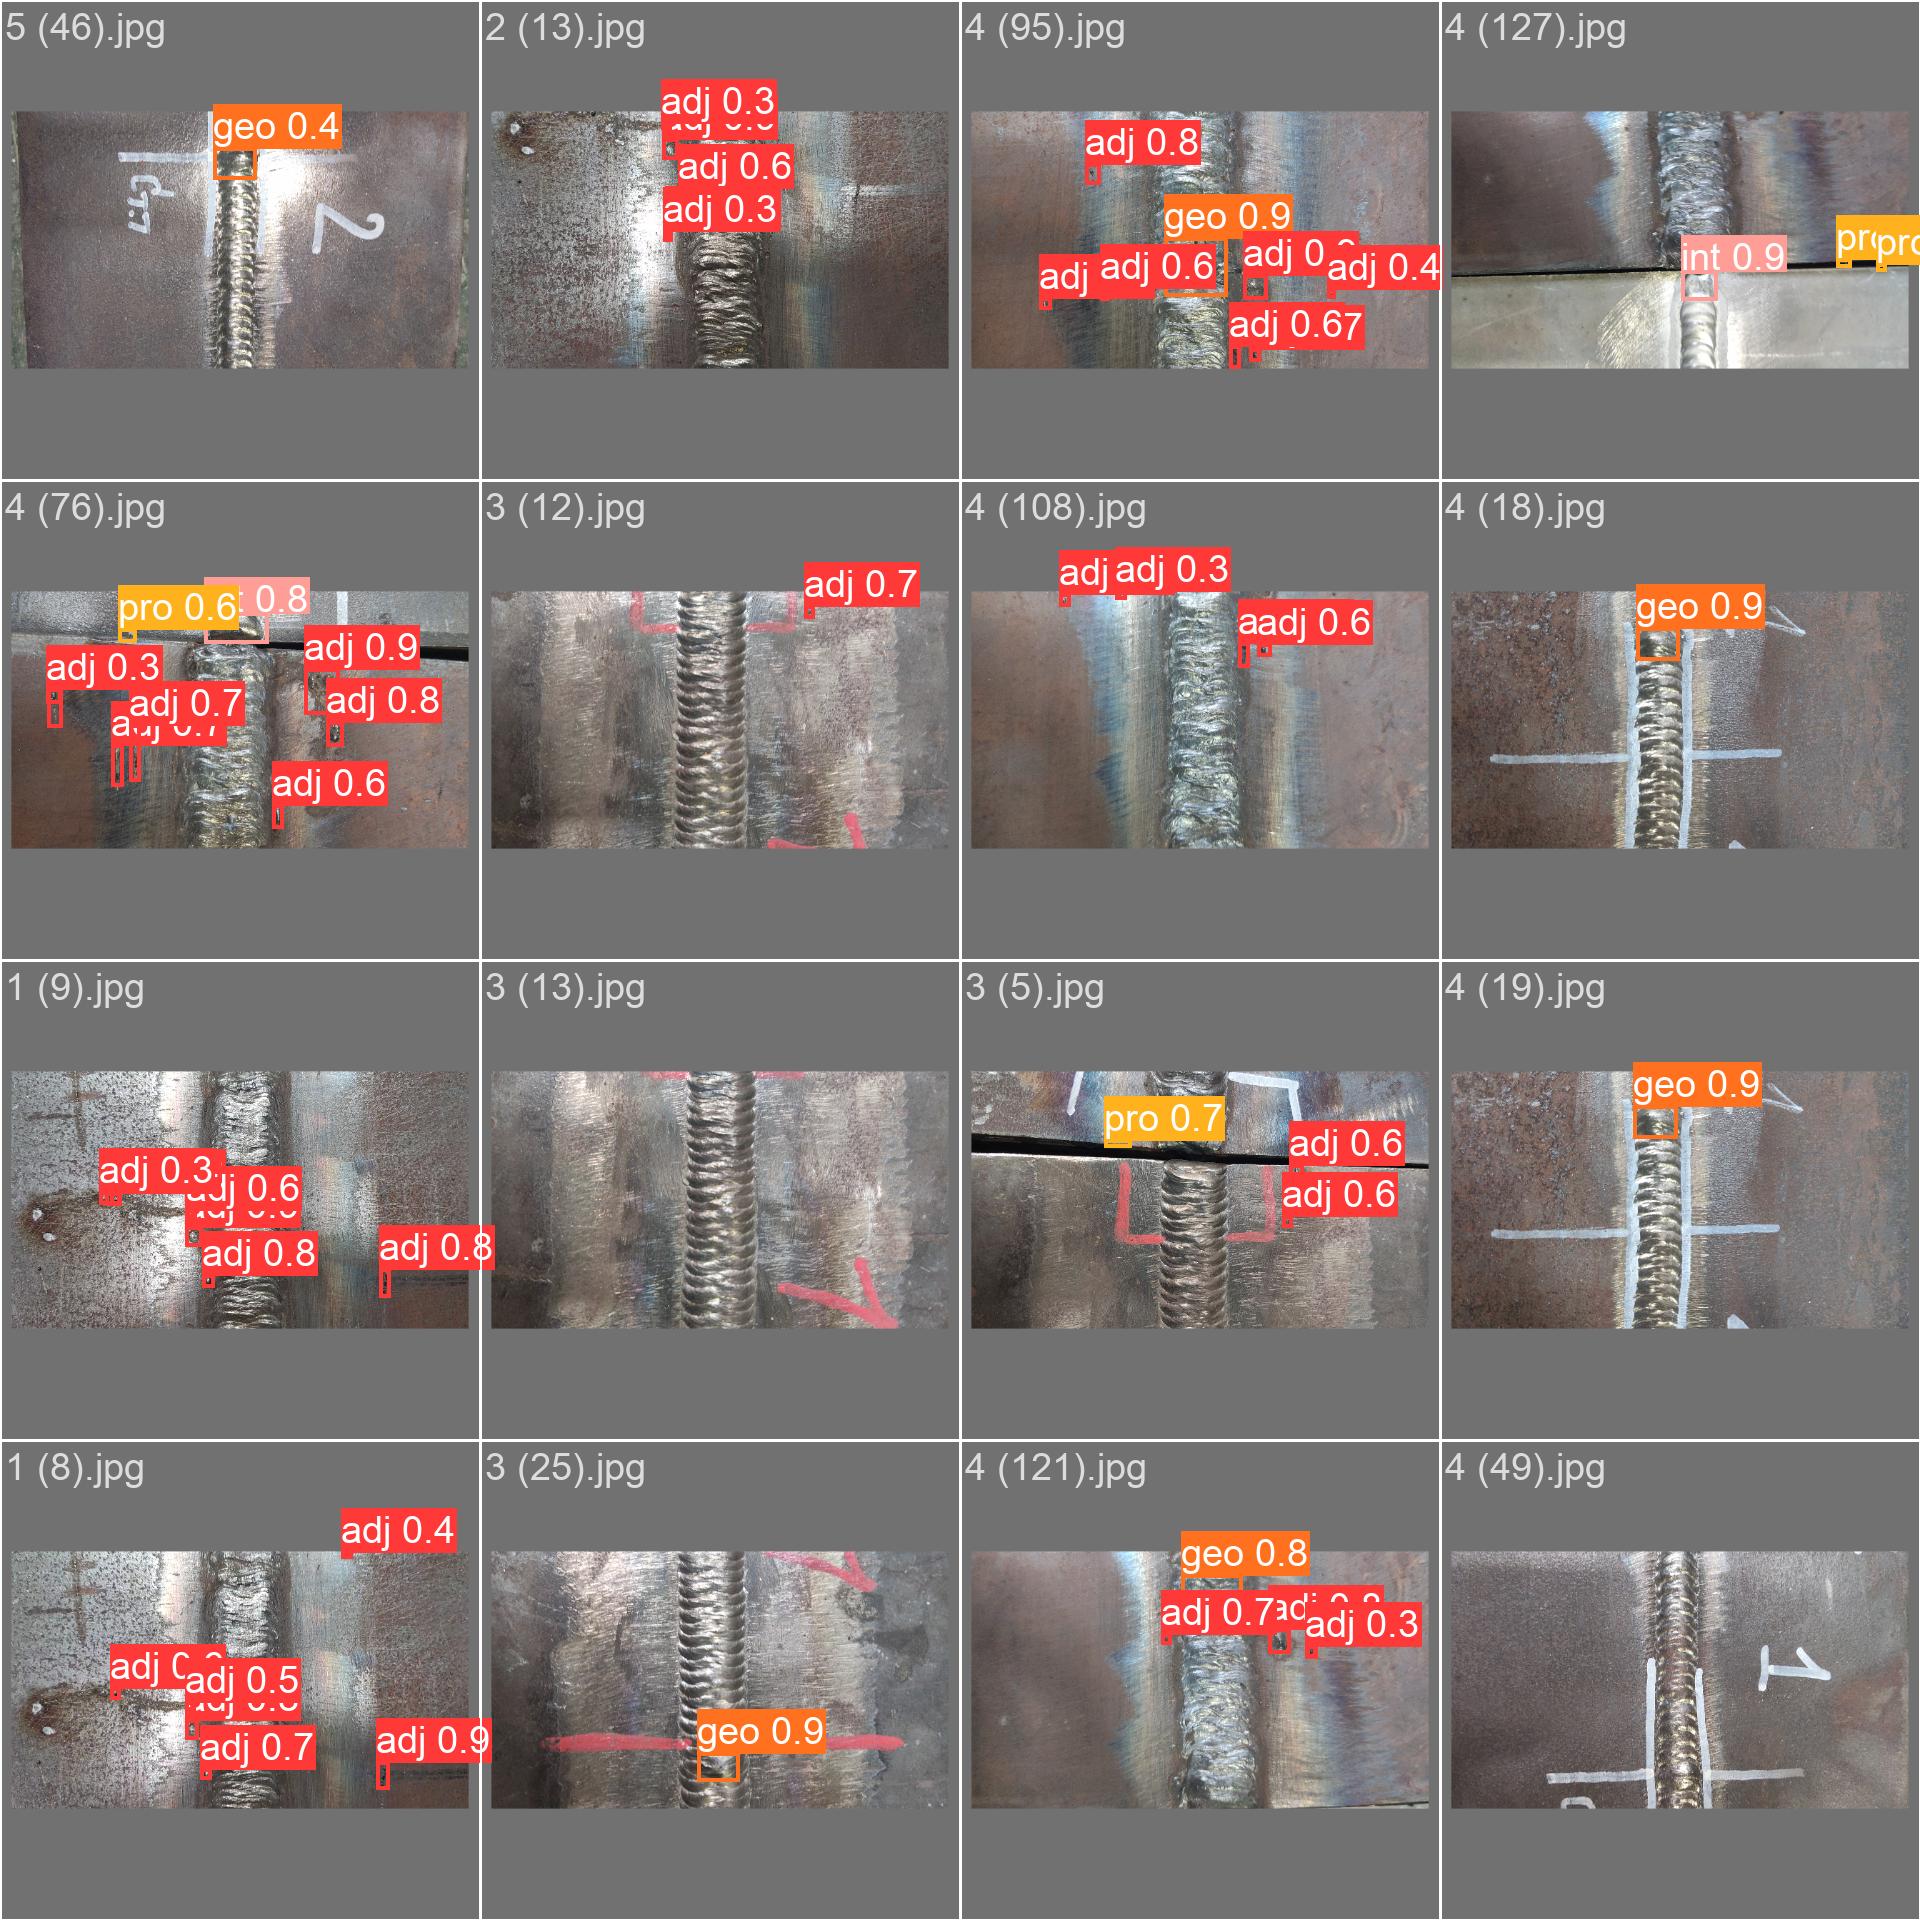 5 (46).jpg
geo 0.4
2
2 (13).jpg
adj 0.3
adj 0.6
adj 0.3
4 (95).jpg
adj 0.8
geo 0.9
adj
adj 0.6
adj 0.4
adj 0.67
4 (127).jpg
pro
int 0.9
4 (76).jpg
pro 0.6
0.8
adj 0.9
adj 0.3
adj 0.7
adj 0.8
adj 0.6
3 (12).jpg
adj 0.7
4 (108).jpg
adj
adj 0.3
adj 0.6
4 (18).jpg
geo 0.9
1 (9).jpg
adj 0.3
adj 0.6
adj 0.8
adj 0.8
3 (13).jpg
3 (5).jpg
pro 0.7
adj 0.6
adj 0.6
4 (19).jpg
geo 0.9
1 (8).jpg
adj 0.4
adj
adj 0.5
adj 0.7
adj 0.9
3 (25).jpg
geo 0.9
4 (121).jpg
geo 0.8
adj 0.7
adj 0.3
4 (49).jpg
1